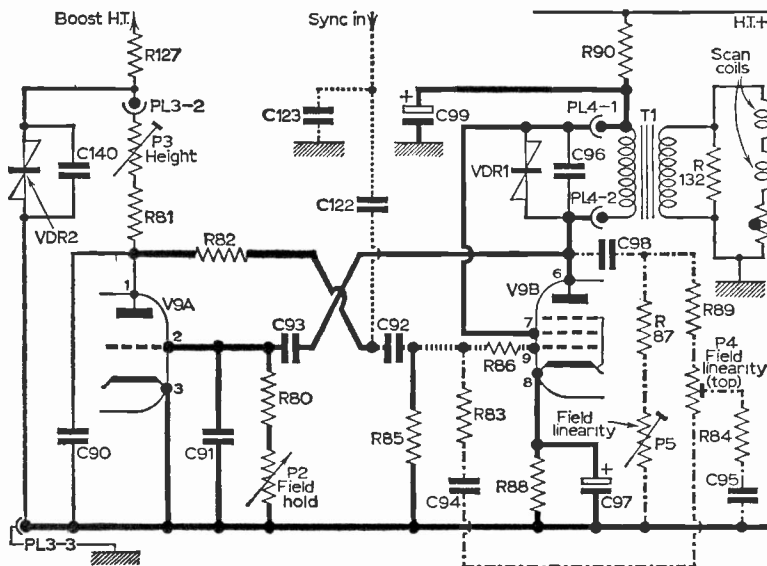 Boost H.T.
Sync in
H.T.+
R127
R90
Scan
coils
PL3-2
C123
+
C99
PL4-1
T1
C140
P3
Height
VDR1
C96
R
132
VDR2
R81
C122
PL4-2
R82
C98
1
V9A
6
V9B
C93
C92
7
R
87
R89
2
9
R86
P4
Field
linearity
(top)
3
8
R80
R83
Field
linearity
C90
C91
R85
P5
R84
P2
Field
hold
C94
R88
+
C97
C95
PL3-3